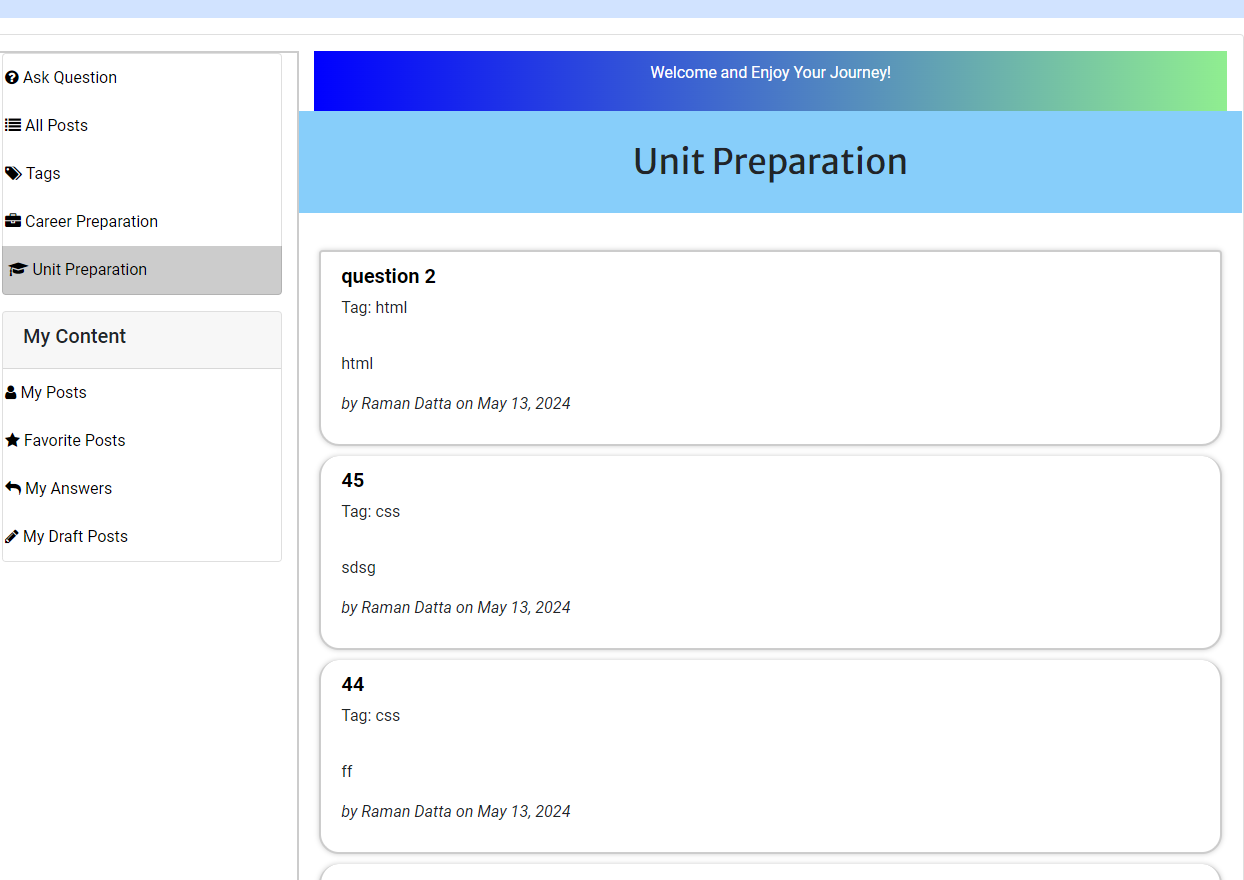 Ask Question
All Posts
Tags
Career Preparation
Unit Preparation
My Content
My Posts
Favorite Posts
My Answers
My Draft Posts
Welcome and Enjoy Your Journey!
Unit Preparation
question 2
Tag: html
html
by Raman Datta on May 13, 2024
45
Tag: css
sdsg
by Raman Datta on May 13, 2024
44
Tag: css
ff
by Raman Datta on May 13, 2024